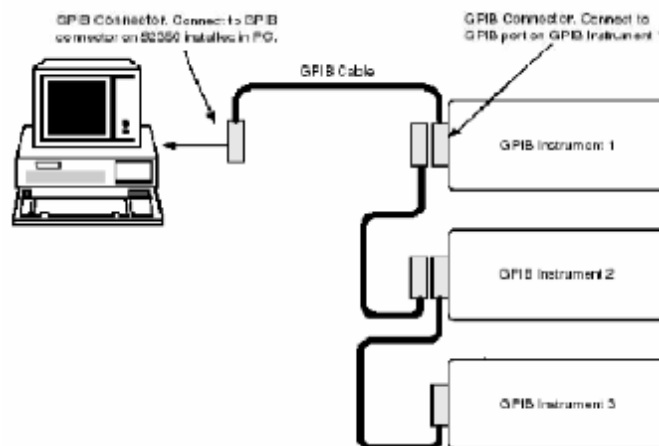 GPIB Connector. Connect to GPIB
connector on 82350 installed in PC.
GPIB Connector. Connect to
GPIB port on GPIB Instrument
GPIB Cable
GPIB Instrument 1
GPIB Instrument 2
GPIB Instrument 3